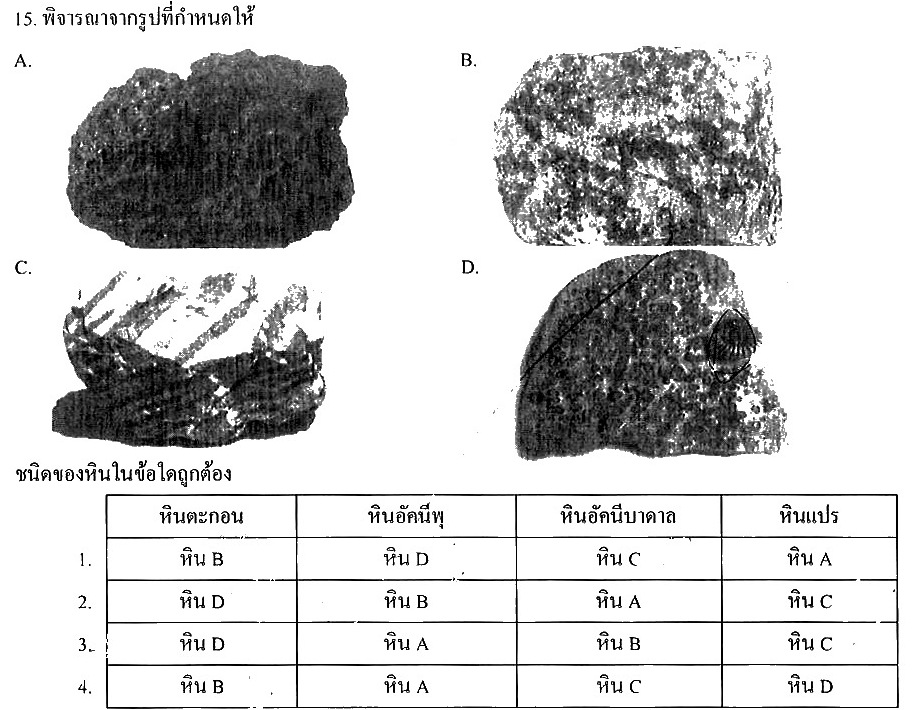 15. พิจารณาจากรูปที่กำหนดให้
A. B.
C. D.
ชนิดของหินในข้อใดถูกต้อง
หินตะกอน หินอัคนีพุ หินอัคนีบาดาล หินแปร
1. หิน B หิน D หิน C หิน A
2. หิน D หิน B หิน A หิน C
3. หิน D หิน A หิน B หิน C
4. หิน B หิน A หิน C หิน D